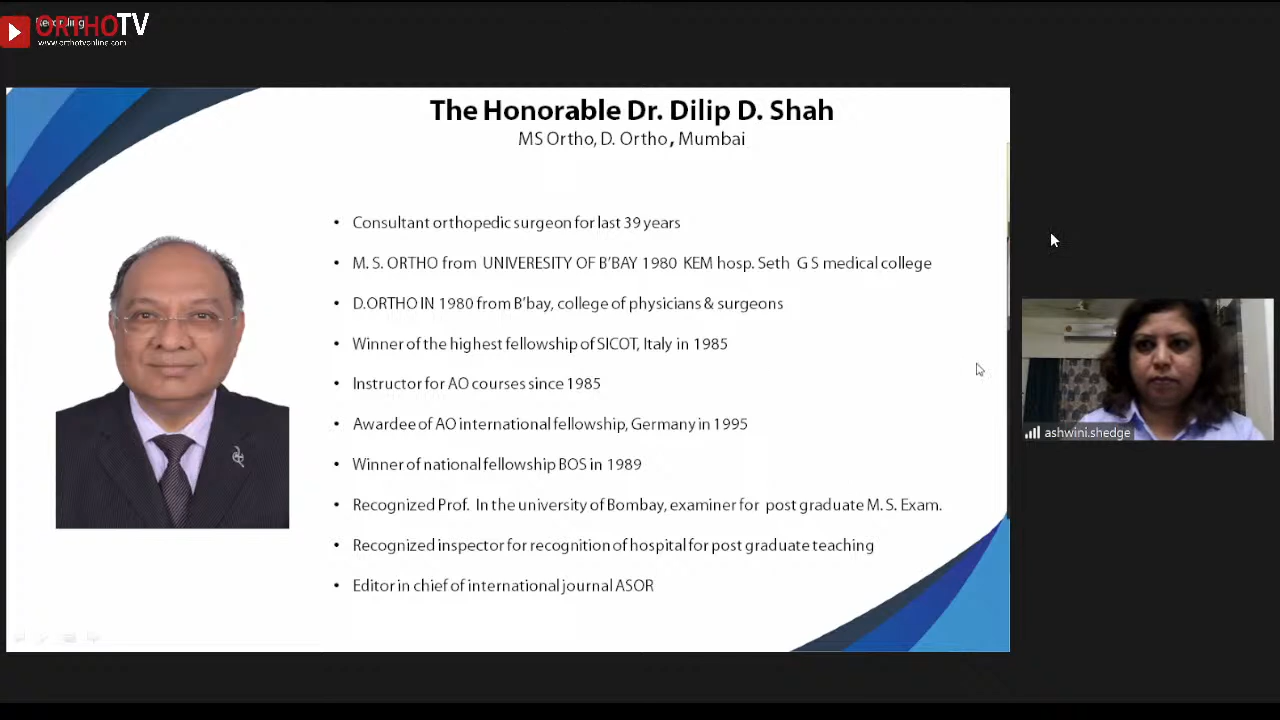 Recording
ORTHOTV
www.orthotvonline.com
The Honorable Dr. Dilip D. Shah
MS Ortho, D. Ortho, Mumbai
• Consultant orthopedic surgeon for last 39 years
• M. S. ORTHO from UNIVERESITY OF B'BAY 1980 KEM hosp. Seth G S medical college
• D.ORTHO IN 1980 from B'bay, college of physicians & surgeons
• Winner of the highest fellowship of SICOT, Italy in 1985
• Instructor for AO courses since 1985
• Awardee of AO international fellowship, Germany in 1995
• Winner of national fellowship BOS in 1989
• Recognized Prof. In the university of Bombay, examiner for post graduate M. S. Exam.
• Recognized inspector for recognition of hospital for post graduate teaching
• Editor in chief of international journal ASOR
ashwini.shedge